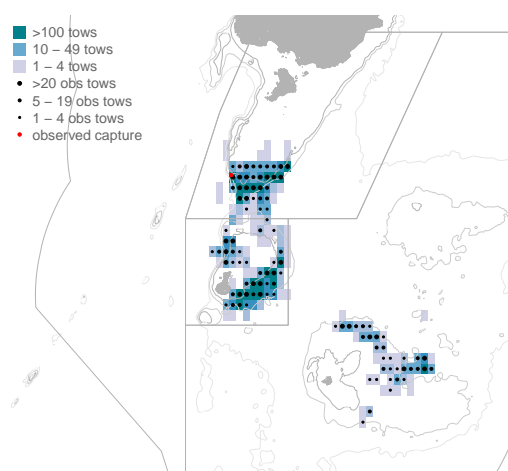 >100 tows
10 – 49 tows
1 – 4 tows
>20 obs tows
5 – 19 obs tows
1 – 4 obs tows
observed capture